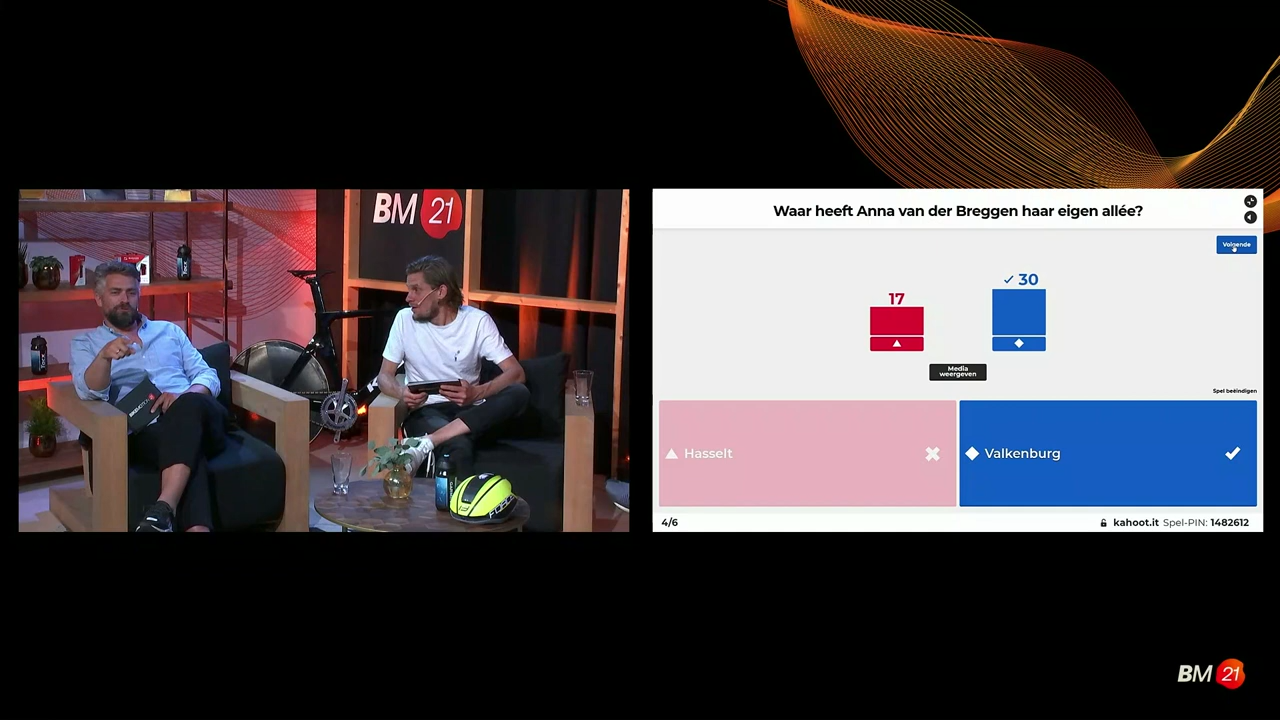 BM 21
Waar heeft Anna van der Breggen haar eigen allée?
Volgende
17
30
Media
weergeven
Spel beëindigen
Hasselt
Valkenburg
4/6
kahoot.it Spel-PIN: 1482612
BM 21